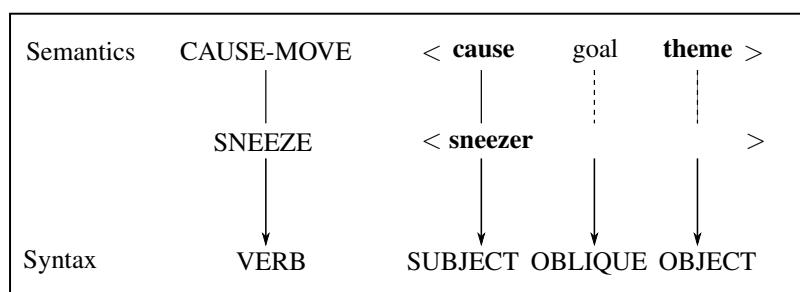 Semantics CAUSE-MOVE < cause goal theme >
SNEEZE < sneezer >
Syntax VERB SUBJECT OBLIQUE OBJECT